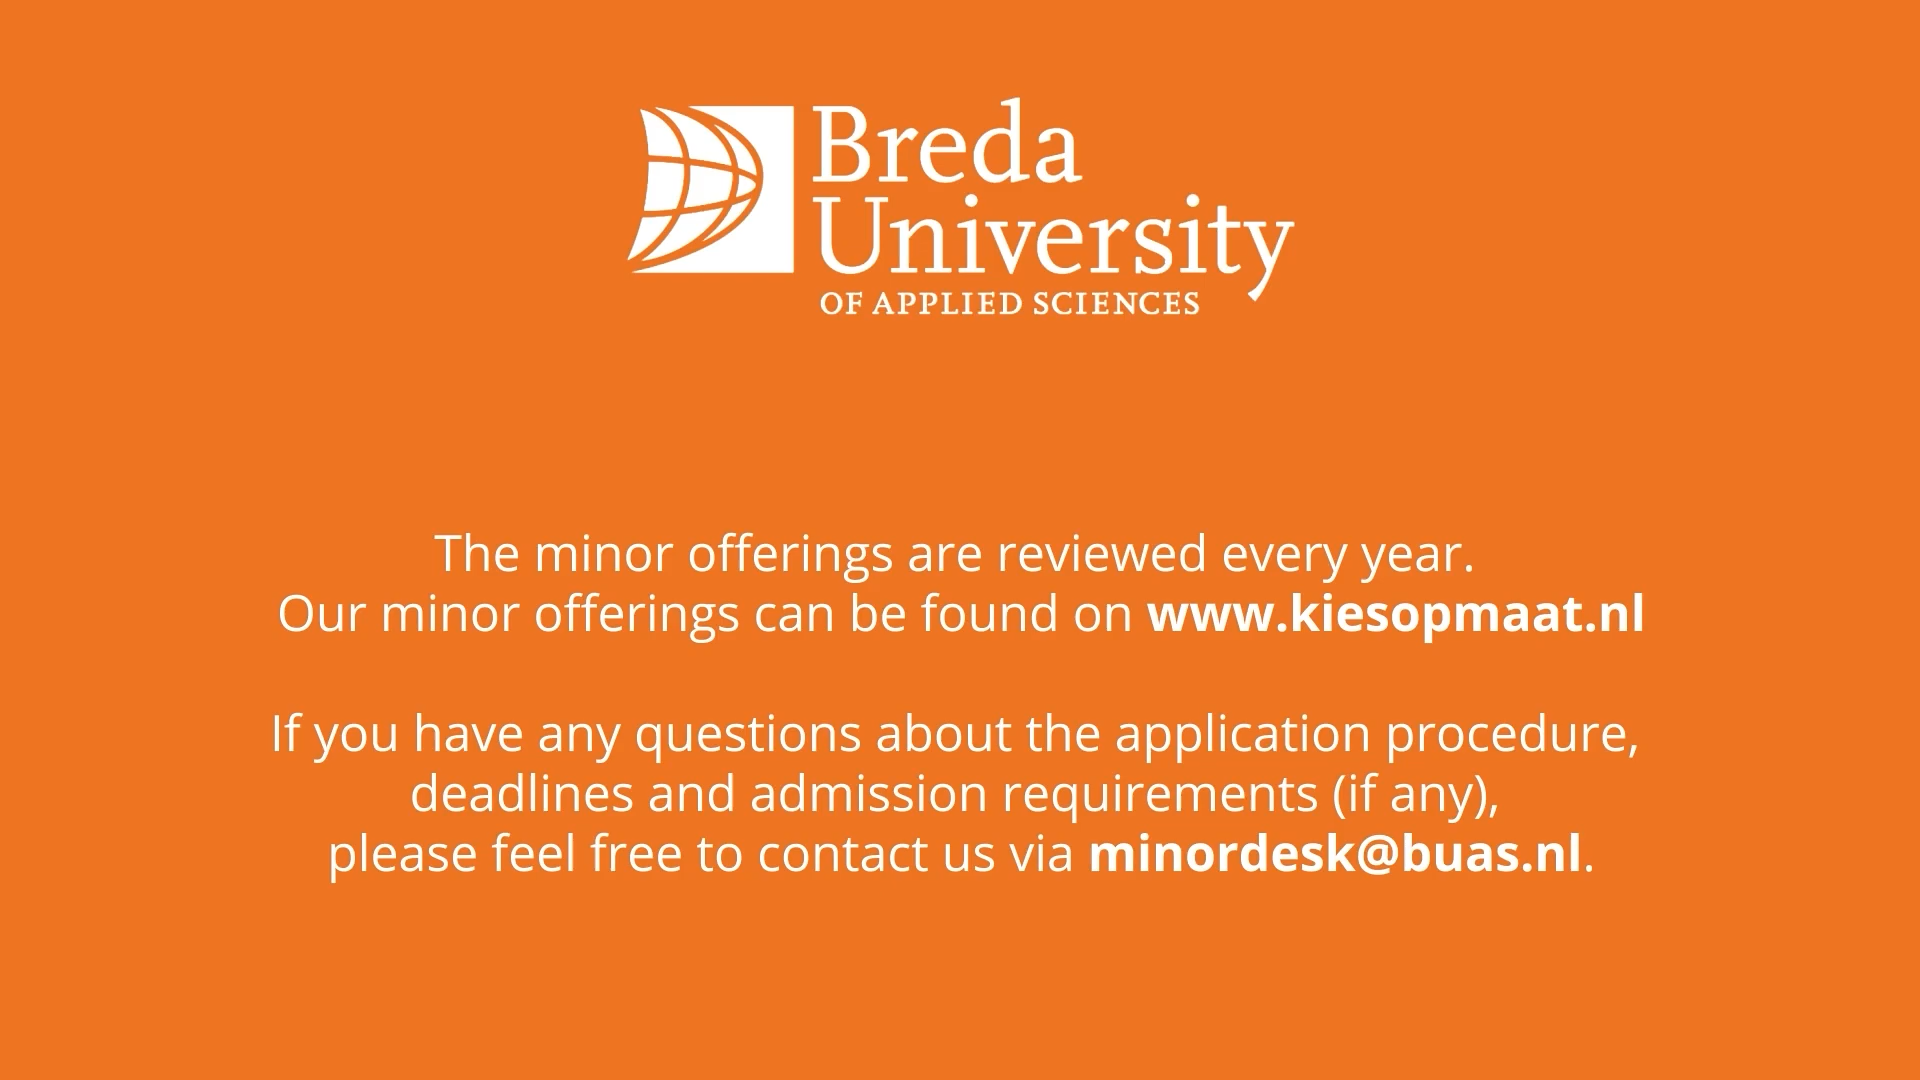 Breda
University
OF APPLIED SCIENCES
The minor offerings are reviewed every year.
Our minor offerings can be found on www.kiesopmaat.nl
If you have any questions about the application procedure,
deadlines and admission requirements (if any),
please feel free to contact us via minordesk@buas.nl.